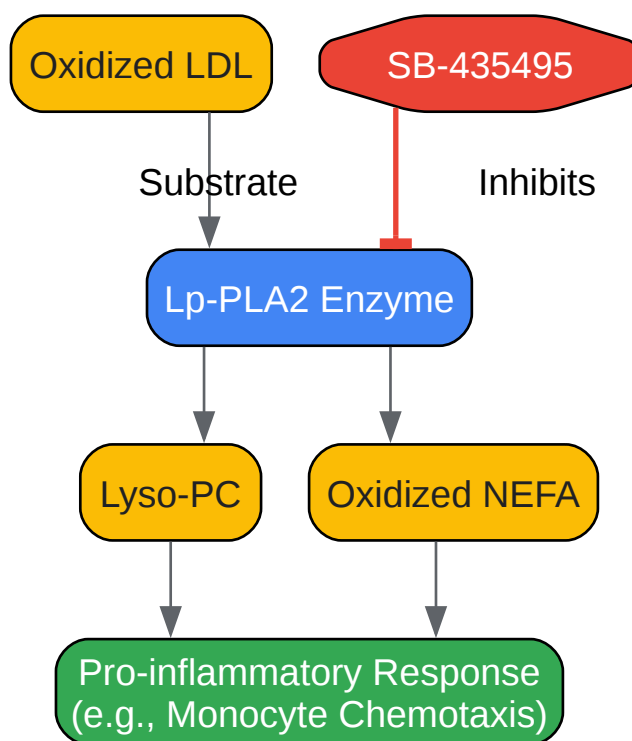 Oxidized LDL
SB-435495
Substrate
Inhibits
Lp-PLA2 Enzyme
Lyso-PC
Oxidized NEFA
Pro-inflammatory Response
(e.g., Monocyte Chemotaxis)